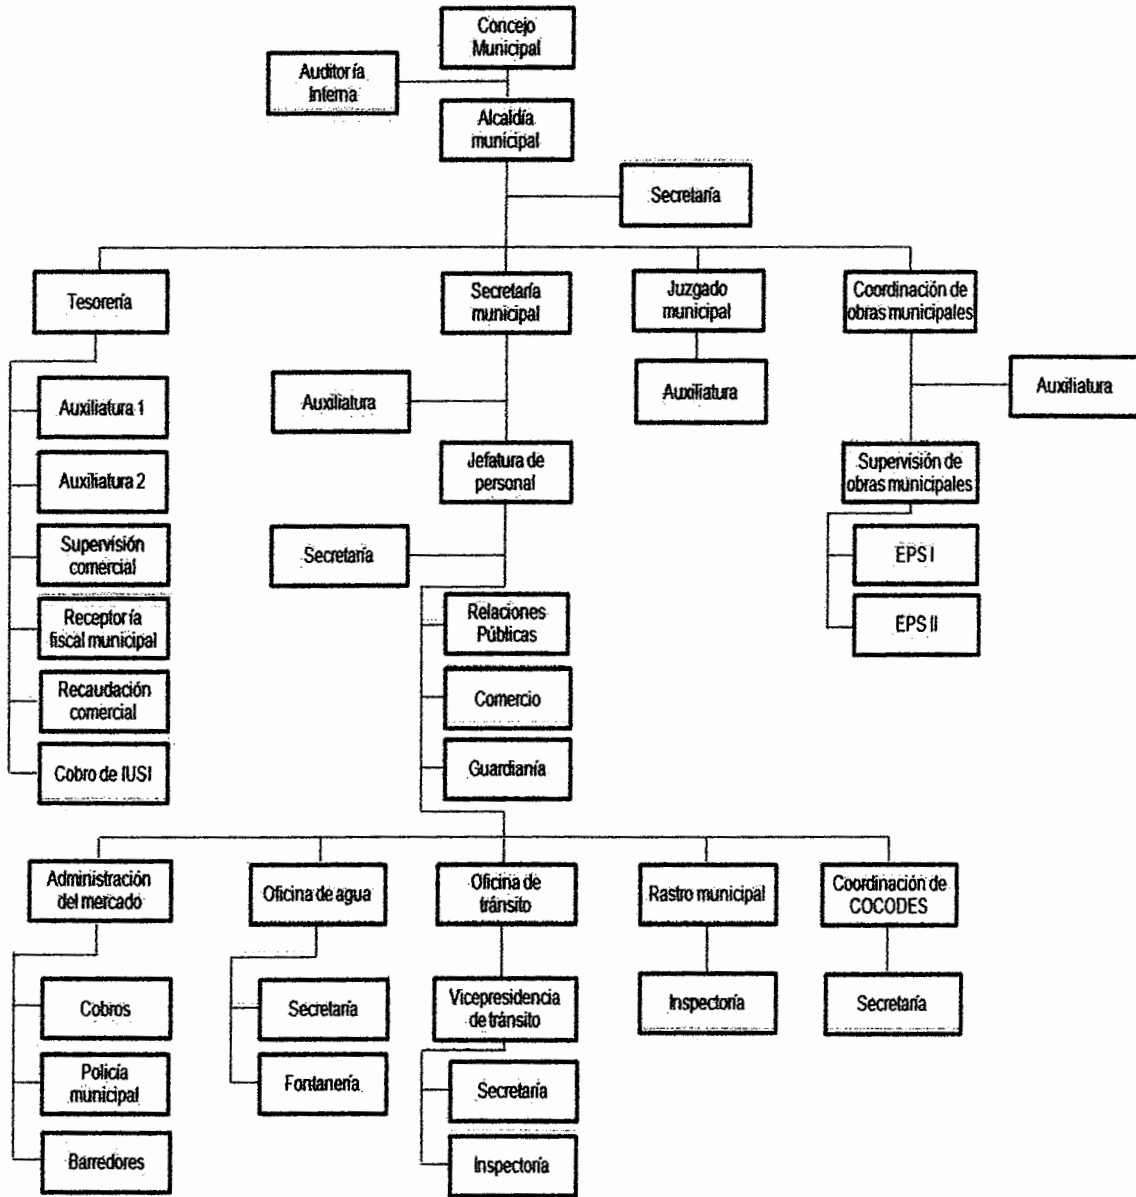 Concejo
Municipal
Auditoría
Interna
Alcaldía
municipal
Secretaría
Tesorería
Secretaría
municipal
Juzgado
municipal
Coordinación de
obras municipales
Auxiliatura 1
Auxiliatura 2
Supervisión
comercial
Receptoría
fiscal municipal
Recaudación
comercial
Cobro de IUSI
Auxiliatura
Jefatura de
personal
Secretaría
Relaciones
Públicas
Comercio
Guardianía
Auxiliatura
Auxiliatura
Supervisión de
obras municipales
EPS I
EPS II
Administración
del mercado
Oficina de agua
Oficina de
tránsito
Rastro municipal
Coordinación de
COCODES
Cobros
Policía
municipal
Barredores
Secretaría
Fontanería
Vicepresidencia
de tránsito
Secretaría
Inspectoría
Inspectoría
Secretaría